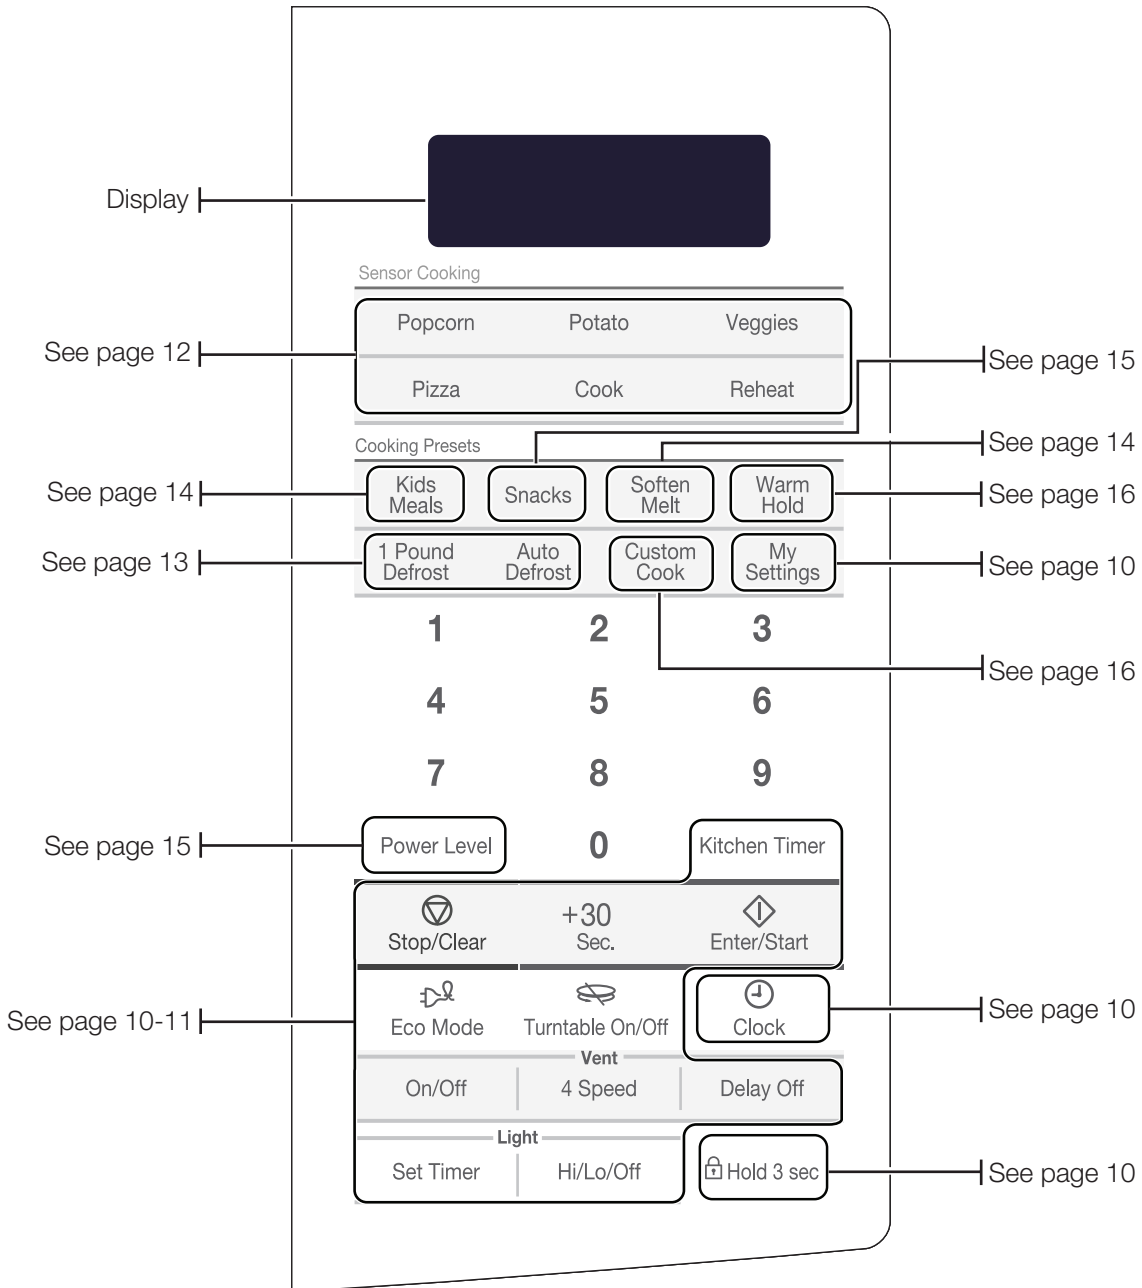 Display
Sensor Cooking
See page 12
Popcorn Potato Veggies
See page 15
Pizza Cook Reheat
Cooking Presets
See page 14
See page 14
Kids
Meals
Snacks
Soften
Melt
Warm
Hold
See page 16
See page 13
1 Pound
Defrost
Auto
Defrost
Custom
Cook
My
Settings
See page 10
1 2 3
See page 16
4 5 6
7 8 9
See page 15
Power Level 0 Kitchen Timer
Stop/Clear
+30
Sec.
Enter/Start
See page 10-11
Eco Mode Turntable On/Off Clock
See page 10
Vent
On/Off 4 Speed Delay Off
Light
Set Timer Hi/Lo/Off Hold 3 sec
See page 10